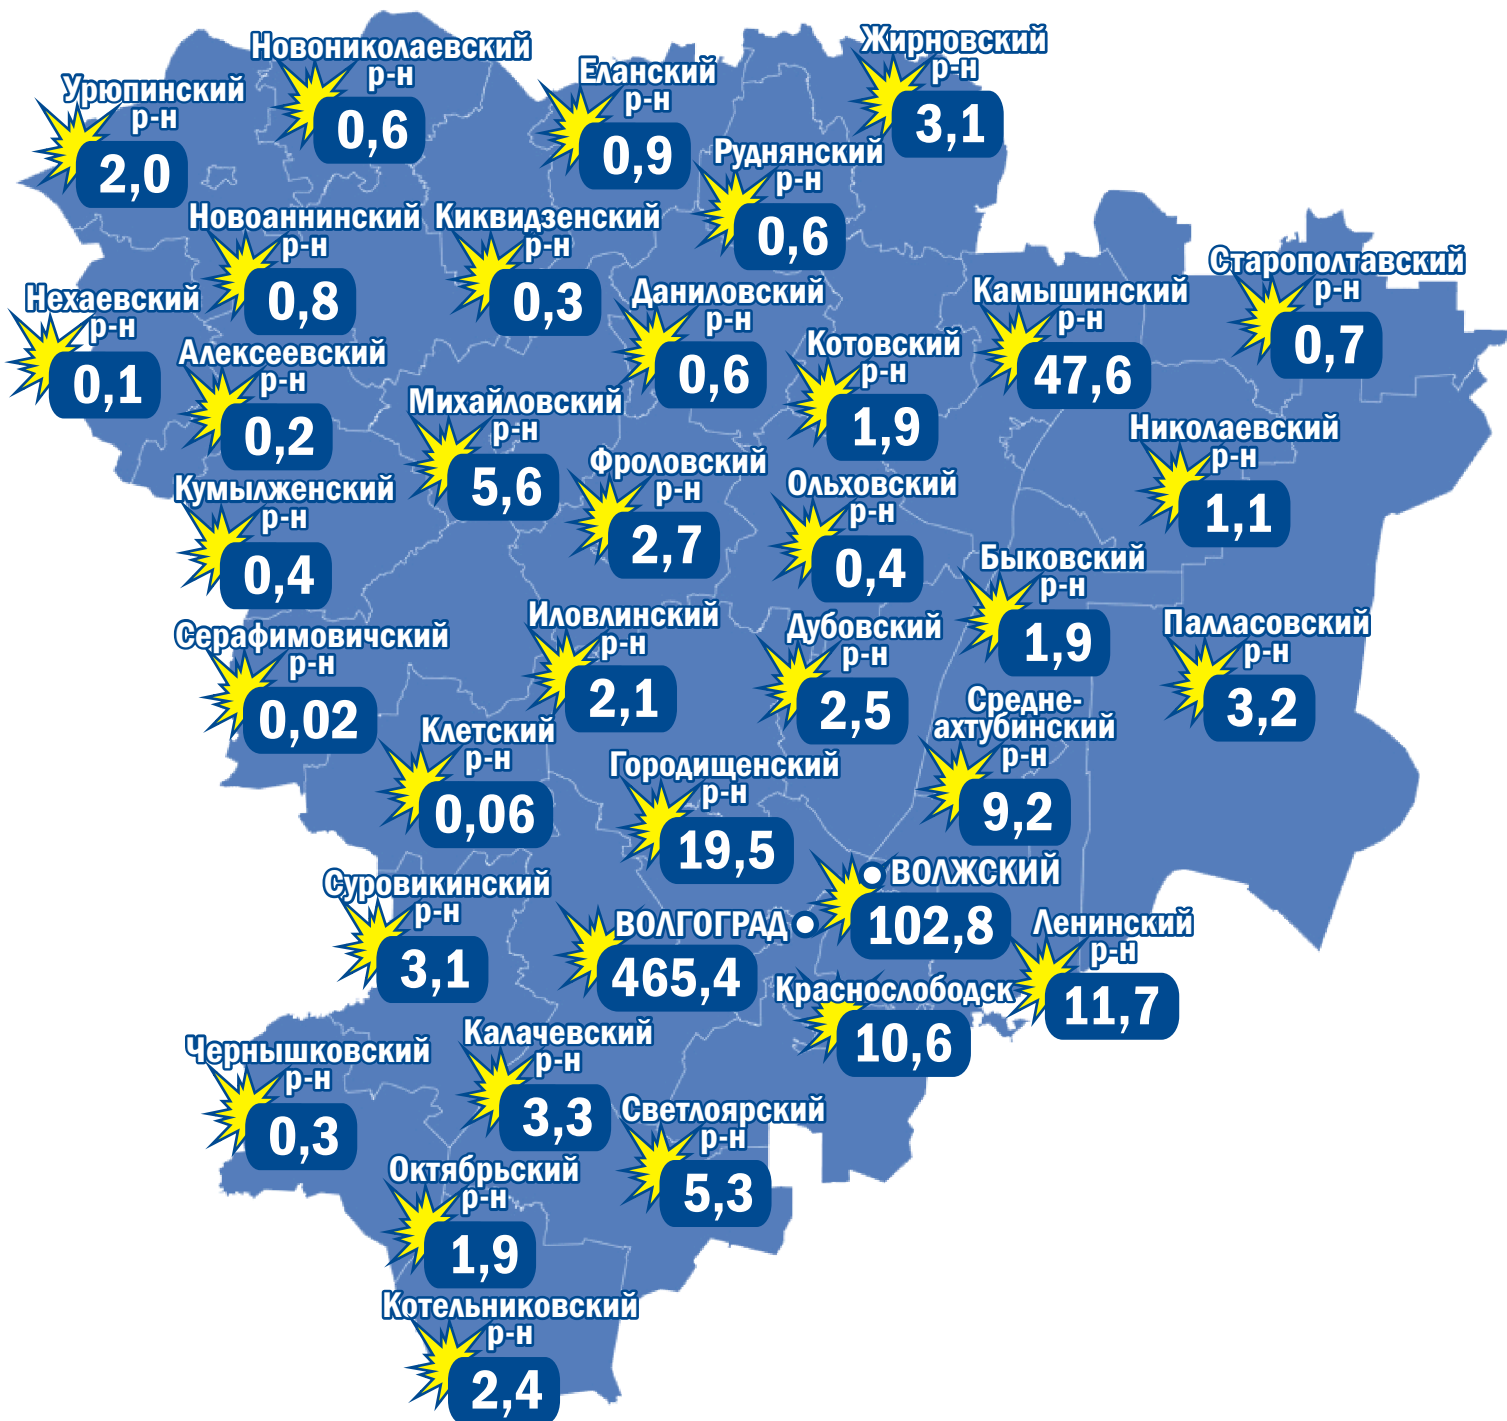 Новониколаевский
р-н
0,6
Жирновский
р-н
3,1
Урюпинский
р-н
2,0
Еланский
р-н
0,9
Руднянский
р-н
0,6
Новоаннинский
р-н
0,8
Киквидзенский
р-н
0,3
Старополтавский
р-н
0,7
Нехаевский
р-н
0,1
Даниловский
р-н
0,6
Камышинский
р-н
47,6
Алексеевский
р-н
0,2
Котовский
р-н
1,9
Михайловский
р-н
5,6
Николаевский
р-н
1,1
Фроловский
р-н
2,7
Кумылженский
р-н
0,4
Ольховский
р-н
0,4
Быковский
р-н
1,9
Серафимовичский
р-н
0,02
Иловлинский
р-н
2,1
Дубовский
р-н
2,5
Палласовский
р-н
3,2
Клетский
р-н
0,06
Средне-
ахтубинский
р-н
9,2
Городищенский
р-н
19,5
ВОЛЖСКИЙ
102,8
Суровикинский
р-н
3,1
ВОЛГОГРАД
465,4
Ленинский
р-н
11,7
Краснослободск
10,6
Чернышковский
р-н
0,3
Калачевский
р-н
3,3
Светлоярский
р-н
5,3
Октябрьский
р-н
1,9
Котельниковский
р-н
2,4